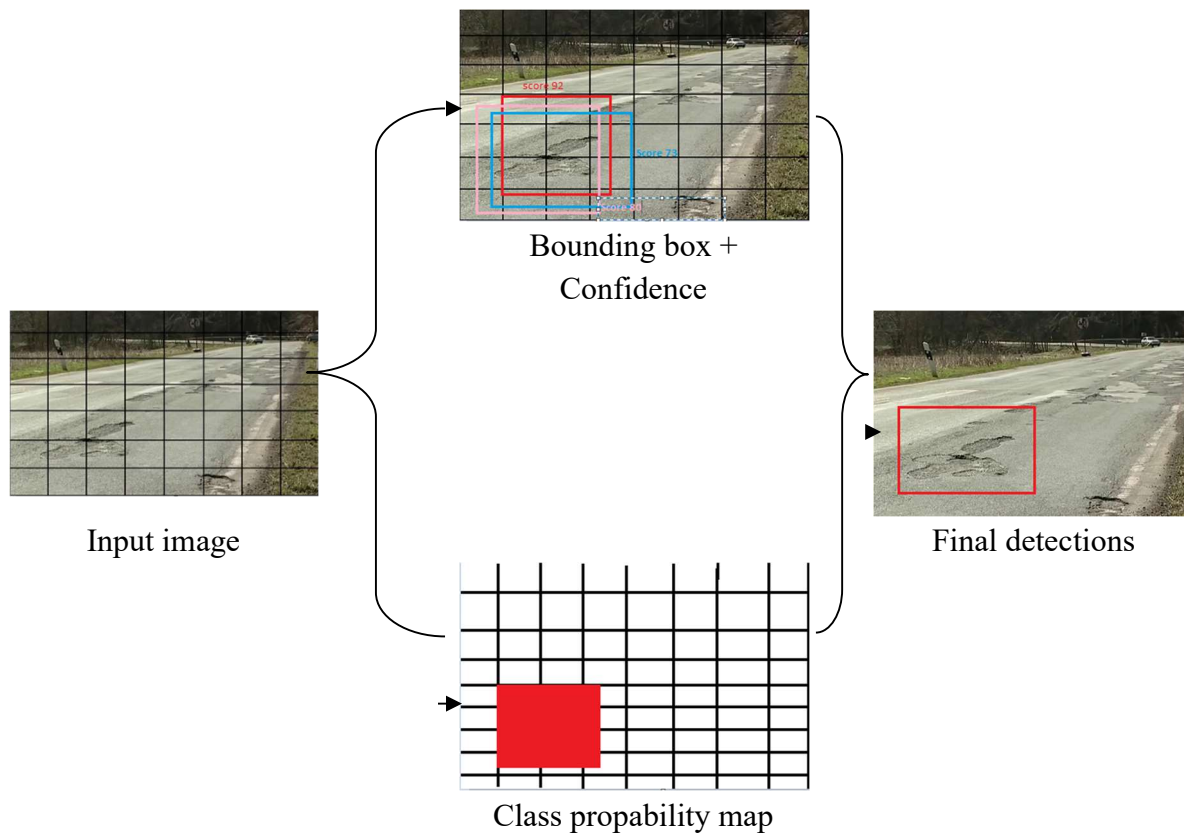 score 92
Score 73
Bounding box +
Confidence
Input image
Final detections
Class propability map